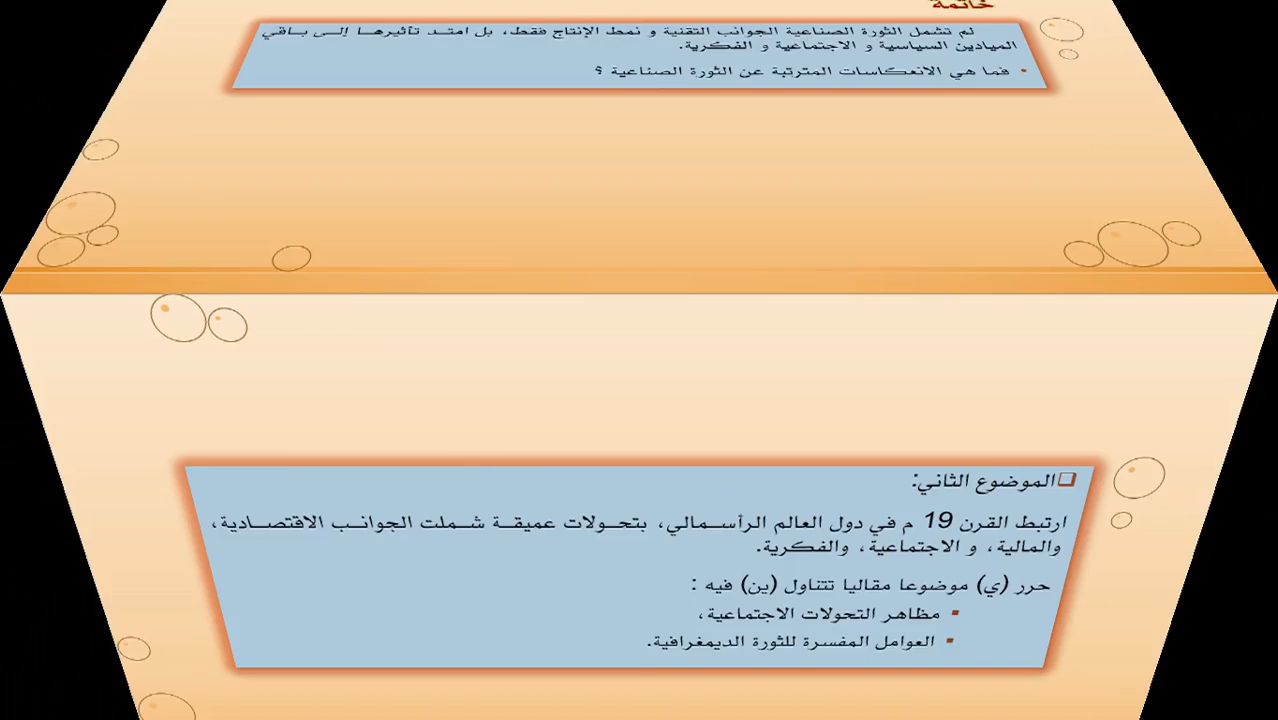 خاتمة
لم تشمل الثورة الصناعية الجوانب التقنية و نمط الإنتاج فقط، بل امتد تأثيرها إلى باقي
الميادين السياسية و الاجتماعية و الفكرية.
• فما هي الانعكاسات المترتبة عن الثورة الصناعية ؟
❑الموضوع الثاني:
ارتبط القرن 19 م في دول العالم الرأسمالي، بتحولات عميقة شملت الجوانب الاقتصادية،
والمالية، و الاجتماعية، والفكرية.
حرر (ي) موضوعا مقاليا تتناول (ين) فيه :
▪ مظاهر التحولات الاجتماعية،
▪ العوامل المفسرة للثورة الديمغرافية.